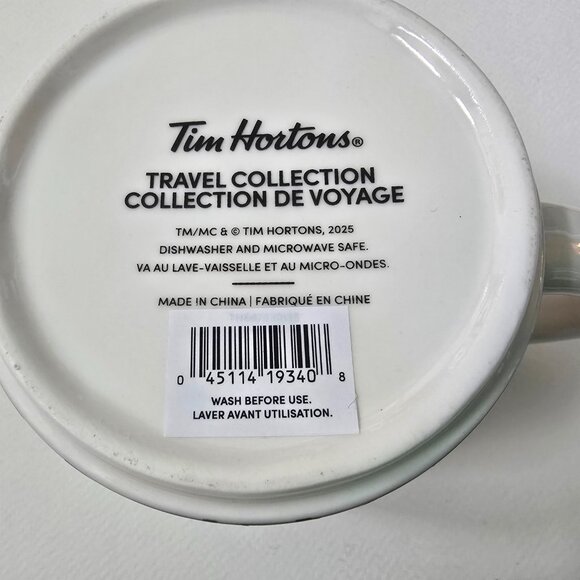 Tim Hortons®
TRAVEL COLLECTION
COLLECTION DE VOYAGE
TM/MC & © TIM HORTONS, 2025
DISHWASHER AND MICROWAVE SAFE.
VA AU LAVE-VAISSELLE ET AU MICRO-ONDES.
MADE IN CHINA | FABRIQUÉ EN CHINE
0 45114 19340 8
WASH BEFORE USE.
LAVER AVANT UTILISATION.